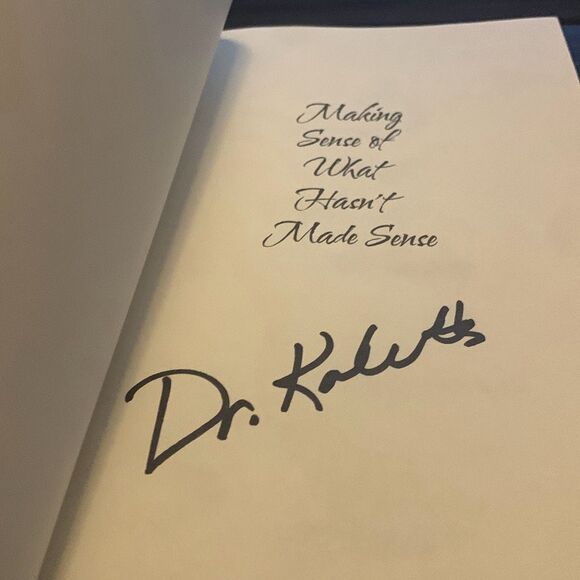 Making
Sense of
What
Hasn't
Made Sense
Dr.